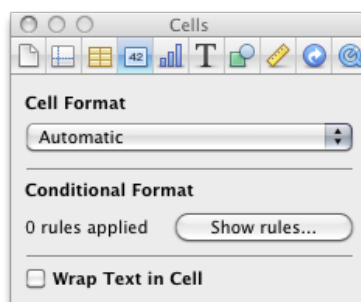 Cells
42
T
Cell Format
Automatic
Conditional Format
0 rules applied Show rules...
Wrap Text in Cell